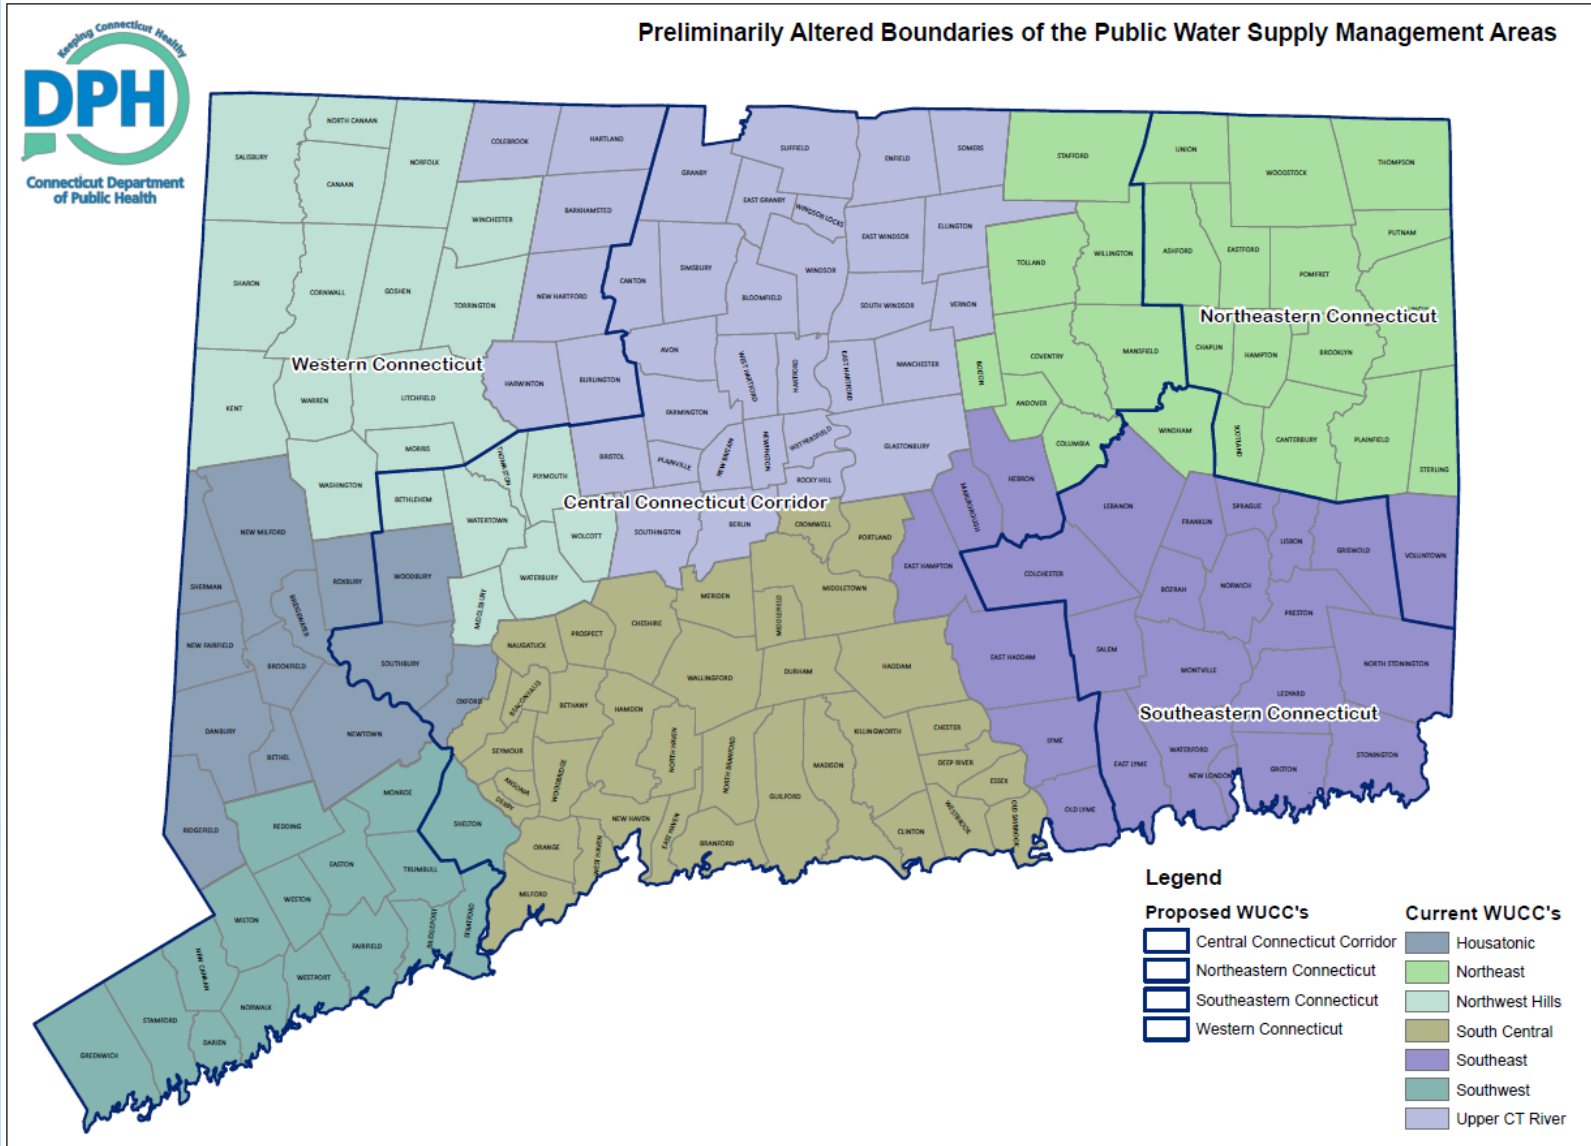 Preliminarily Altered Boundaries of the Public Water Supply Management Areas
Keeping Connecticut Healthy
DPH
Connecticut Department
of Public Health
NORTH CANAAN
SALISBURY
CANAAN
NORFOLK
COLEBROOK
HARTLAND
WINCHESTER
BARKHAMSTED
GRANBY
SUFFIELD
ENFIELD
SOMERS
STAFFORD
UNION
WOODSTOCK
THOMPSON
EAST GRANBY
WINDSOR LOCKS
EAST WINDSOR
ELLINGTON
PUTNAM
SHARON
CORNWALL
GOSHEN
TORRINGTON
NEW HARTFORD
CANTON
SIMSBURY
BLOOMFIELD
WINDSOR
SOUTH WINDSOR
VERNON
TOLLAND
WILLINGTON
ASHFORD
EASTFORD
POMFRET
Northeastern Connecticut
Western Connecticut
KENT
WARREN
LITCHFIELD
HARWINTON
BURLINGTON
AVON
WEST HARTFORD
HARTFORD
EAST HARTFORD
MANCHESTER
BOLTON
COVENTRY
MANSFIELD
CHAPLIN
HAMPTON
BROOKLYN
MORRIS
FARMINGTON
ANDOVER
COLUMBIA
WINDHAM
SCOTLAND
CANTERBURY
PLAINFIELD
STERLING
WASHINGTON
BETHLEHEM
THOMASTON
PLYMOUTH
BRISTOL
PLAINVILLE
NEW BRITAIN
NEWINGTON
WETHERSFIELD
GLASTONBURY
ROCKY HILL
MARLBOROUGH
HEBRON
Central Connecticut Corridor
WATERTOWN
WOLCOTT
SOUTHINGTON
BERLIN
CROMWELL
PORTLAND
LEBANON
FRANKLIN
SPRAGUE
LISBON
GRISWOLD
VOLUNTOWN
NEW MILFORD
SHERMAN
ROXBURY
WOODBURY
WATERBURY
MIDDLEBURY
BRIDGEWATER
MERIDEN
MIDDLEFIELD
MIDDLETOWN
EAST HAMPTON
COLCHESTER
BOZRAH
NORWICH
PRESTON
NEW FAIRFIELD
BROOKFIELD
SOUTHBURY
NAUGATUCK
PROSPECT
CHESHIRE
WALLINGFORD
DURHAM
HADDAM
EAST HADDAM
SALEM
MONTVILLE
NORTH STONINGTON
LEDYARD
Southeastern Connecticut
DANBURY
BETHEL
NEWTOWN
OXFORD
BEACON FALLS
BETHANY
HAMDEN
SEYMOUR
WOODBRIDGE
NORTH HAVEN
NORTH BRANFORD
GUILFORD
MADISON
KILLINGWORTH
CHESTER
DEEP RIVER
ESSEX
LYME
EAST LYME
WATERFORD
NEW LONDON
GROTON
STONINGTON
RIDGEFIELD
REDDING
MONROE
SHELTON
ANSONIA
DERBY
ORANGE
WEST HAVEN
NEW HAVEN
EAST HAVEN
BRANFORD
CLINTON
WESTBROOK
OLD SAYBROOK
OLD LYME
EASTON
TRUMBULL
MILFORD
WILTON
WESTON
FAIRFIELD
BRIDGEPORT
STRATFORD
NEW CANAAN
NORWALK
WESTPORT
GREENWICH
STAMFORD
DARIEN
Legend
Proposed WUCC's
Central Connecticut Corridor
Northeastern Connecticut
Southeastern Connecticut
Western Connecticut
Current WUCC's
Housatonic
Northeast
Northwest Hills
South Central
Southeast
Southwest
Upper CT River